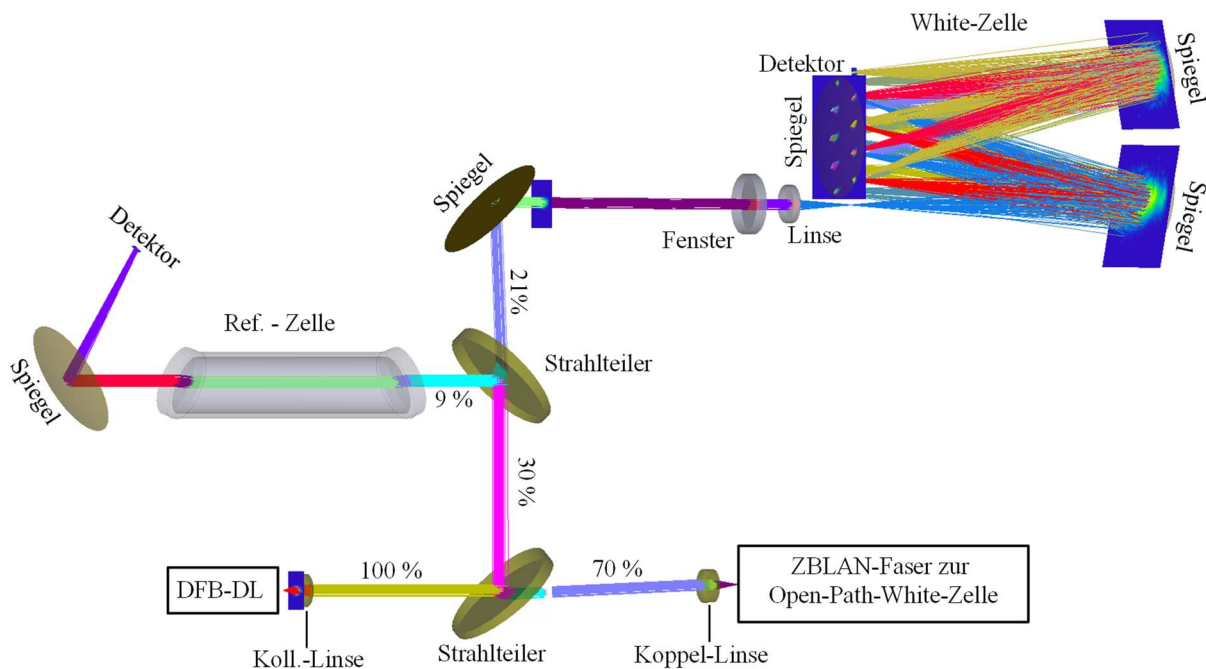 White-Zelle
Detektor
Spiegel
Spiegel
Spiegel
Spiegel
Fenster
Linse
Detektor
21%
Ref. - Zelle
Strahlteiler
Spiegel
9 %
30 %
DFB-DL
100 %
70 %
ZBLAN-Faser zur
Open-Path-White-Zelle
Koll.-Linse
Strahlteiler
Koppel-Linse